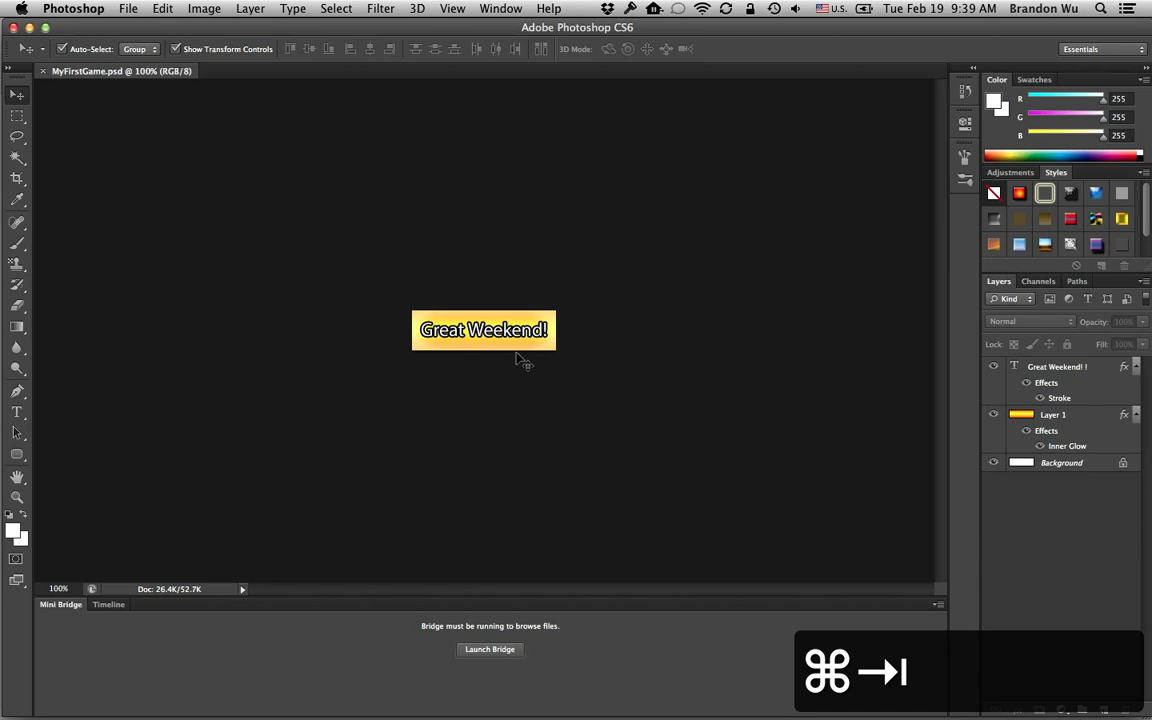 Photoshop File Edit Image Layer Type Select Filter 3D View Window Help U.S. Tue Feb 19 9:39 AM Brandon Wu
Adobe Photoshop CS6
Auto-Select: Group Show Transform Controls 3D Mode: Essentials
MyFirstGame.psd @ 100% (RGB/8)
Color Swatches
R 255
G 255
B 255
Adjustments Styles
Layers Channels Paths
Kind
Normal Opacity: 100%
Lock: Fill: 100%
Great Weekend!
T Great Weekend! ! fx
Effects
Stroke
Layer 1 fx
Effects
Inner Glow
Background
100% Doc: 26.4K/52.7K
Mini Bridge Timeline
Bridge must be running to browse files.
Launch Bridge
⌘⇥